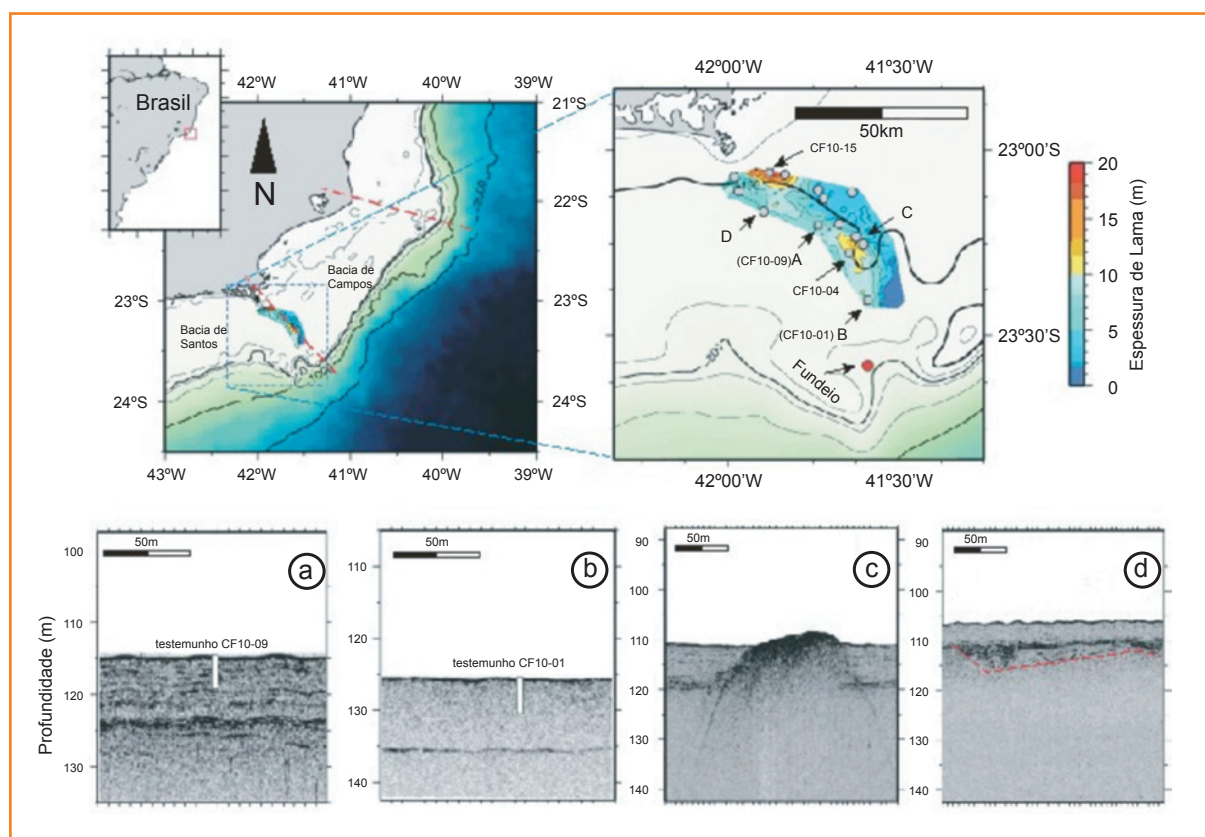 Brasil
42ºW
41ºW
40ºW
39ºW
21ºS
22ºS
23ºS
24ºS
N
Bacia de
Campos
Bacia de
Santos
23ºS
24ºS
43ºW
42ºW
41ºW
40ºW
39ºW
42º00'W
41º30'W
50km
CF10-15
C
D
(CF10-09)A
CF10-04
(CF10-01) B
Fundeio
23º00'S
23º30'S
42º00'W
41º30'W
20
15
10
5
0
Espessura de Lama (m)
Profundidade (m)
50m
a
100
110
120
130
testemunho CF10-09
50m
b
110
120
130
140
testemunho CF10-01
50m
c
90
100
110
120
130
140
50m
d
90
100
110
120
130
140